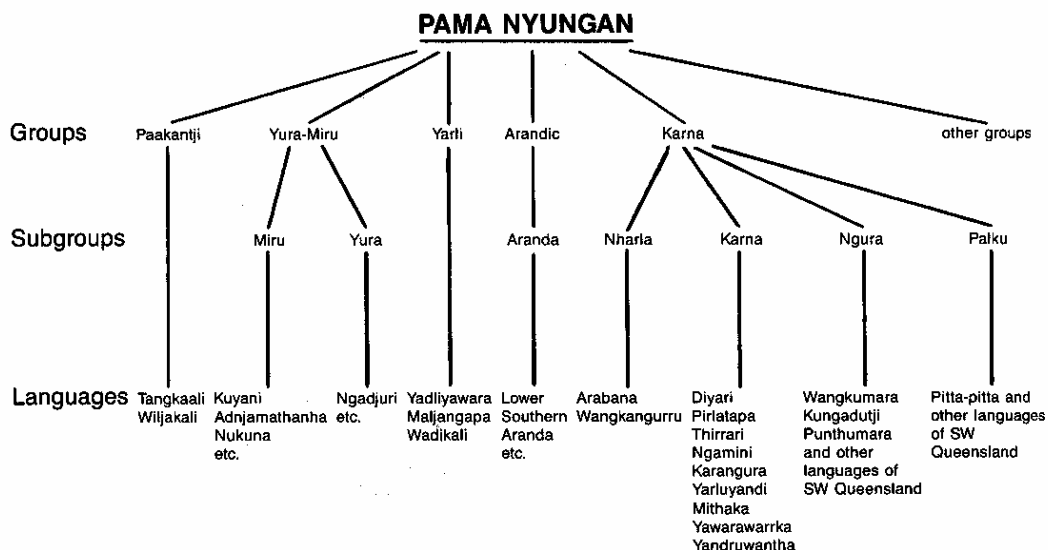 PAMA NYUNGAN
Groups
Paakantji
Yura-Miru
Yarli
Arandic
Karna
other groups
Subgroups
Miru
Yura
Aranda
Nharla
Karna
Ngura
Palku
Languages
Tangkaali
Wiljakali
Kuyani
Adnjamathanha
Nukuna
etc.
Ngadjuri
etc.
Yadliyawara
Maljangapa
Wadikali
Lower
Southern
Aranda
etc.
Arabana
Wangkangurru
Diyari
Pirlatapa
Thirrari
Ngamini
Karangura
Yarluyandi
Mithaka
Yawarawarrka
Yandruwantha
Wangkumara
Kungadutji
Punthumara
and other
languages of
SW Queensland
Pitta-pitta and
other languages
of SW
Queensland